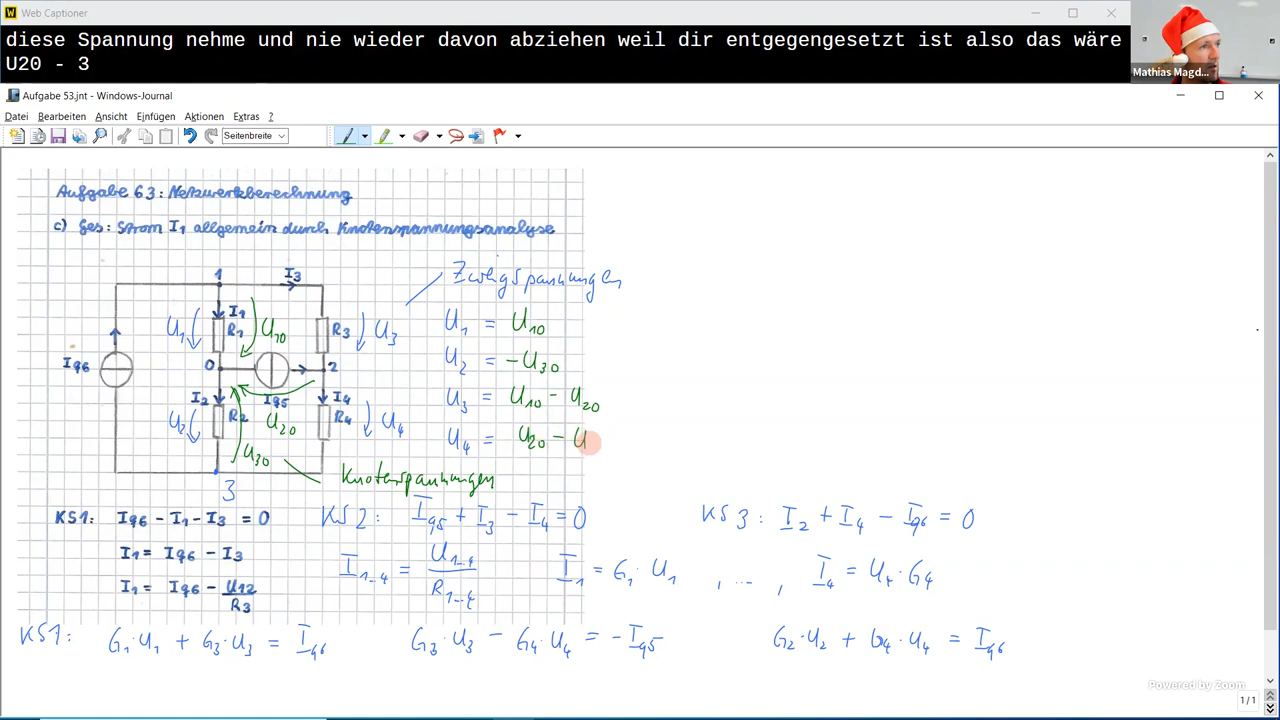 Web Captioner
diese Spannung nehme und nie wieder davon abziehen weil dir entgegengesetzt ist also das wäre
U20 - 3
Mathias Magd...
Aufgabe 53.jnt - Windows-Journal
Datei Bearbeiten Ansicht Einfügen Aktionen Extras ?
Seitenbreite
Aufgabe 63: Netzwerkberechnung
c) Ges: Strom I1 allgemein durch Knotenspannungsanalyse
1 I3
Zweigspannungen
I1
U1 R1 U10 R3 U3
U1 = U10
Iq6 0 2
U2 = -U30
I2 Iq5 I4
U3 = U10 - U20
U2 R2 U20 R4 U4
U4 = U20 - U
U30
Knotenspannungen
3
KS1: Iq6 - I1 - I3 = 0
KS2: Iq5 + I3 - I4 = 0
KS3: I2 + I4 - Iq6 = 0
I1 = Iq6 - I3
I1-4 = U1-4 / R1-4
I1 = G1 · U1 , ... , I4 = U4 · G4
I1 = Iq6 - U12 / R3
KS1: G1 · U1 + G3 · U3 = Iq6
G3 · U3 - G4 · U4 = - Iq5
G2 · U2 + G4 · U4 = Iq6
Powered by Zoom
1 / 1